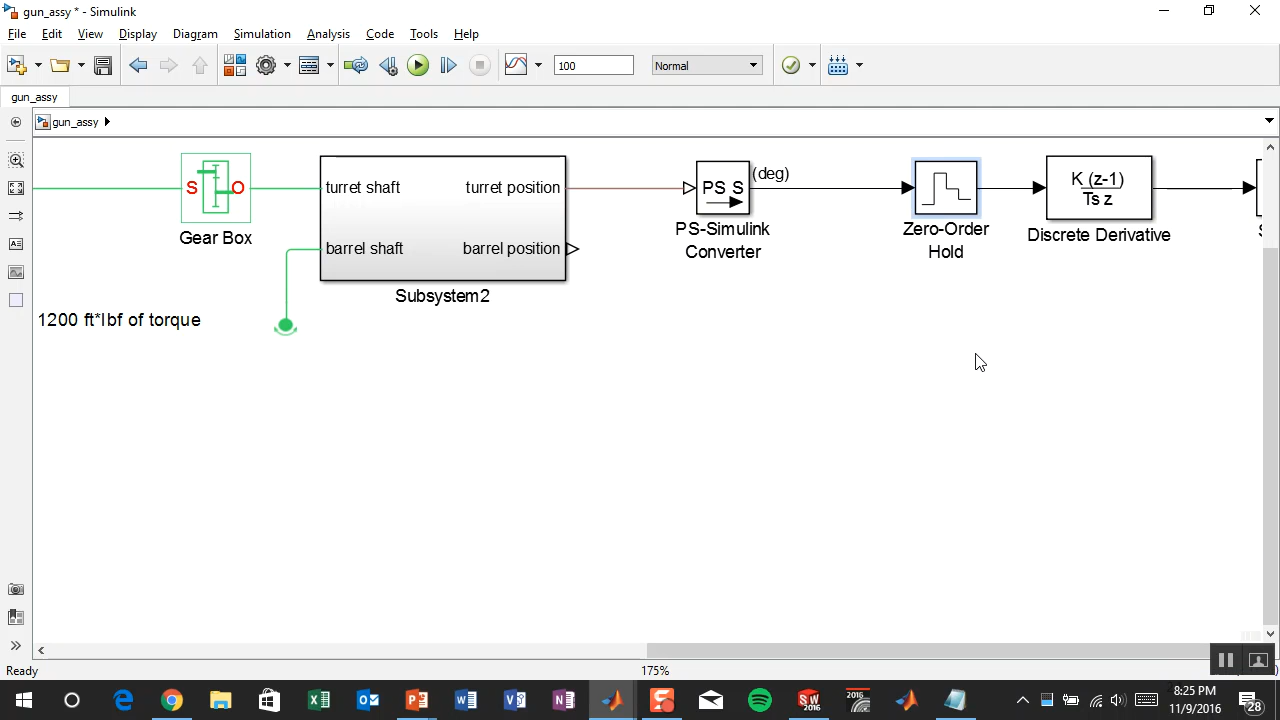 gun_assy * - Simulink
File Edit View Display Diagram Simulation Analysis Code Tools Help
100 Normal
gun_assy
gun_assy
S O
Gear Box
turret shaft turret position
barrel shaft barrel position
Subsystem2
PS S
(deg)
PS-Simulink
Converter
Zero-Order
Hold
K (z-1)
Ts z
Discrete Derivative
1200 ft*lbf of torque
Ready 175%
8:25 PM
11/9/2016
28